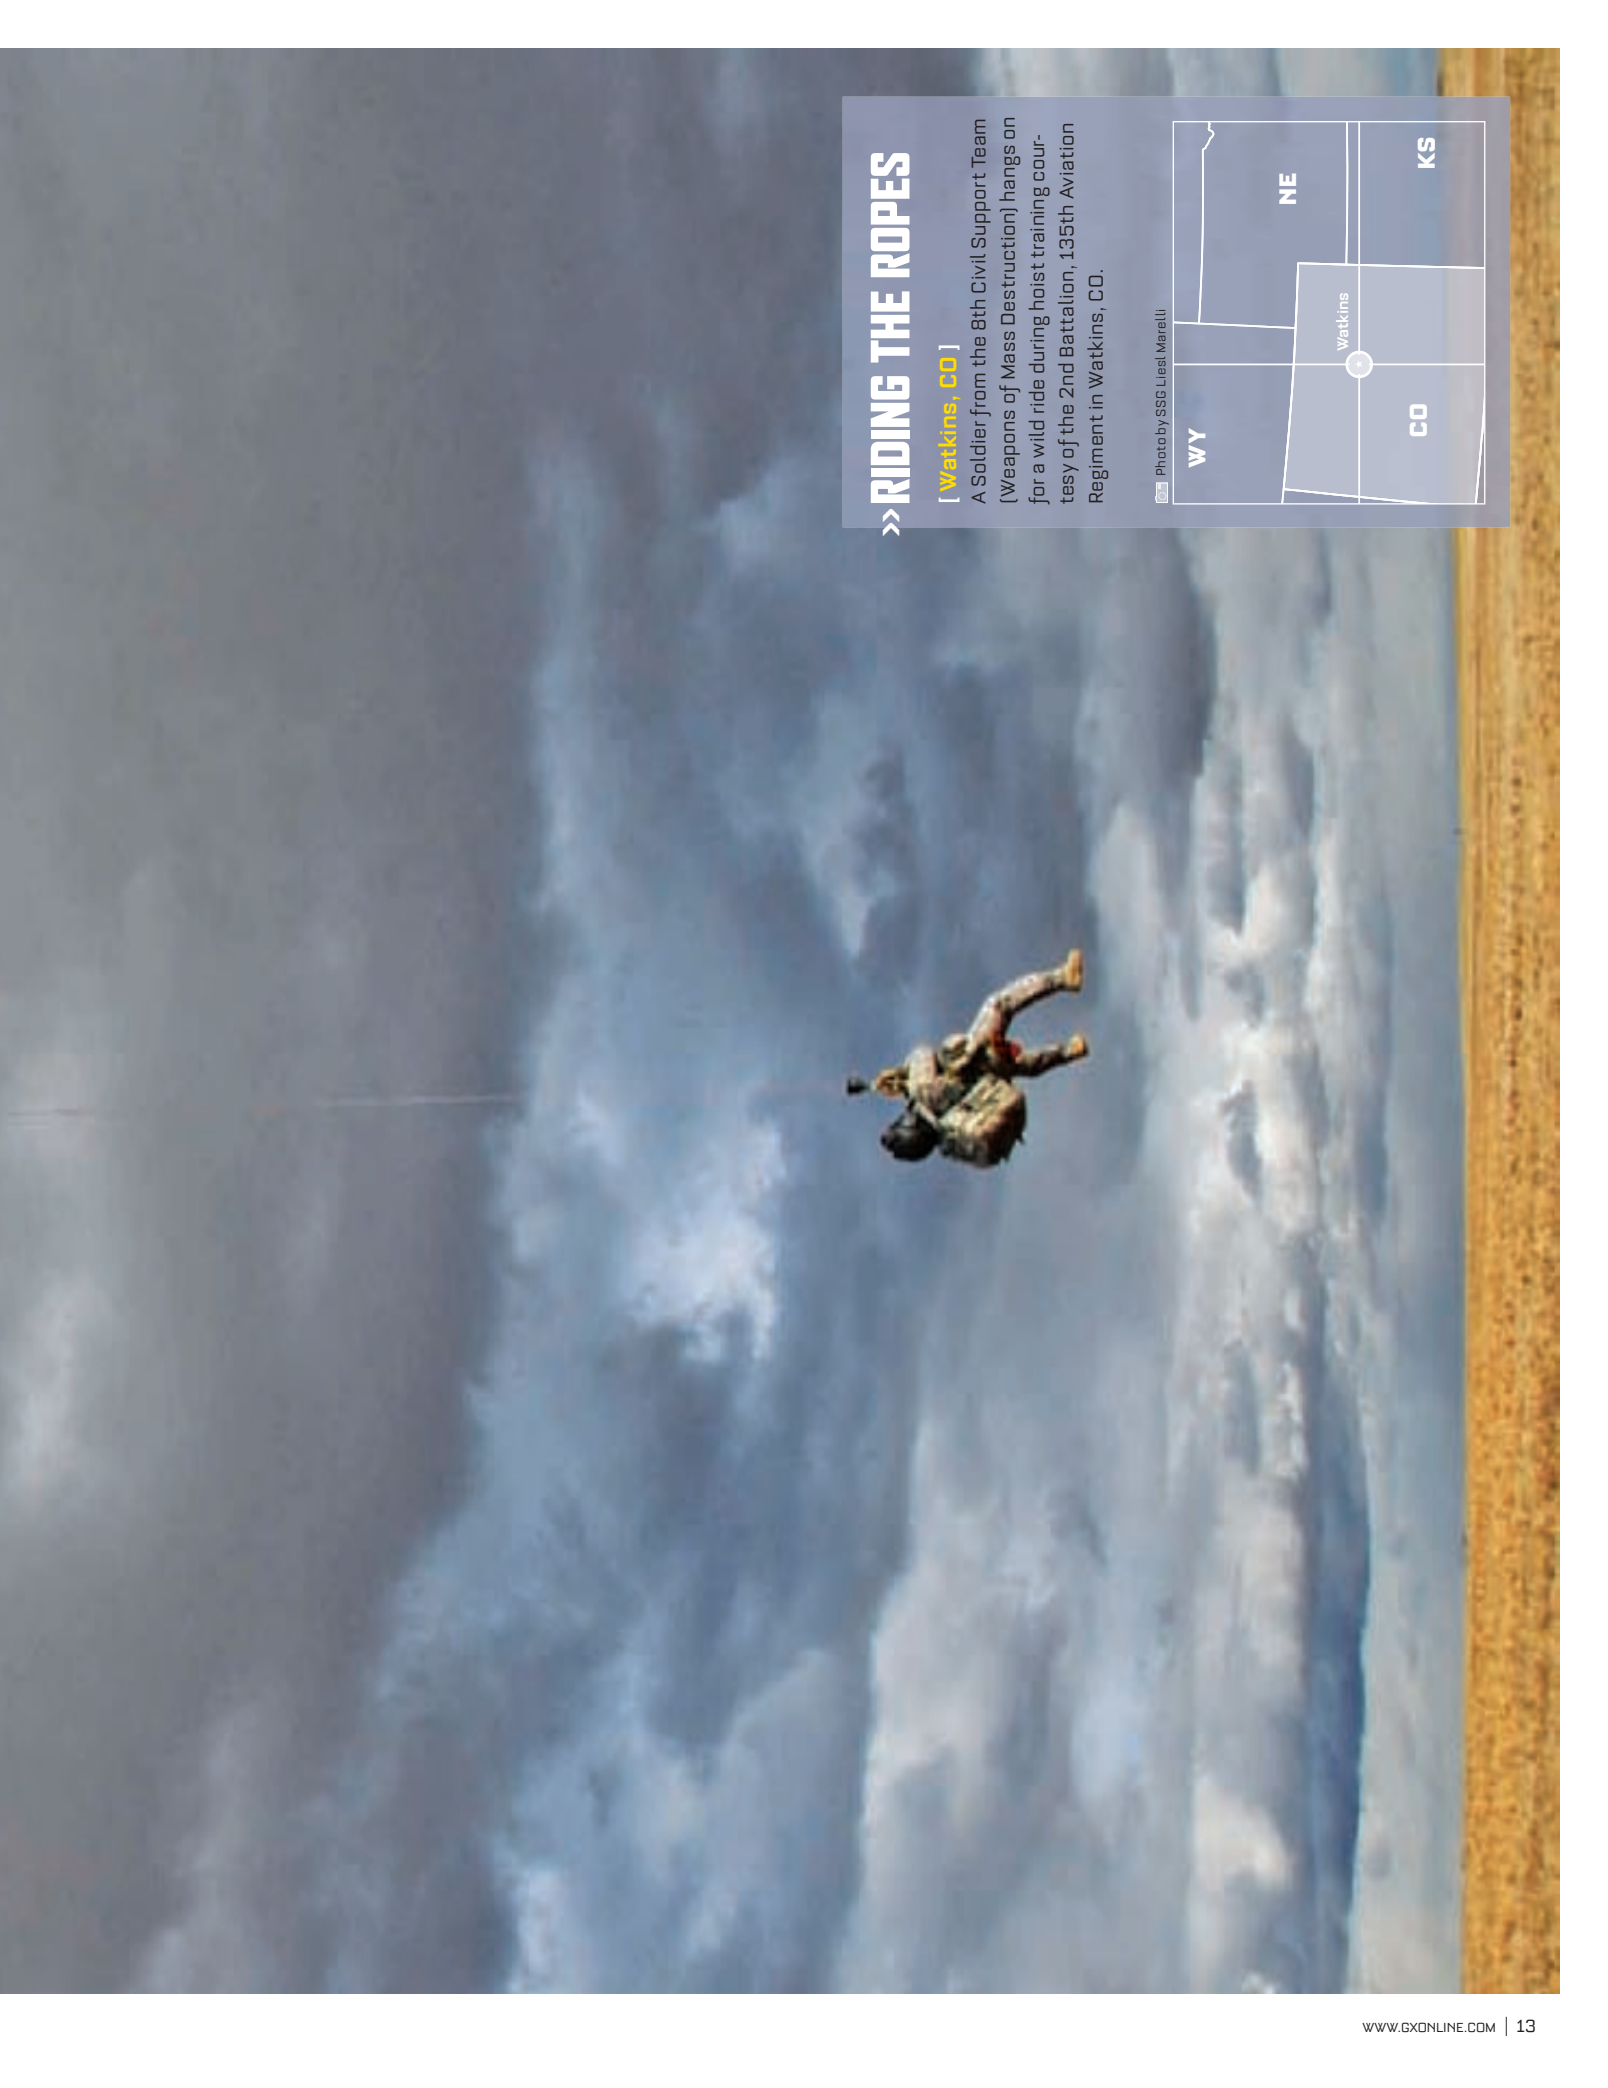 >> RIDING THE ROPES
[ Watkins, CO ]
A Soldier from the 8th Civil Support Team
(Weapons of Mass Destruction) hangs on
for a wild ride during hoist training cour-
tesy of the 2nd Battalion, 135th Aviation
Regiment in Watkins, CO.
Photo by SSG Liesl Marelli
WY
NE
Watkins
CO
KS
WWW.GXONLINE.COM | 13